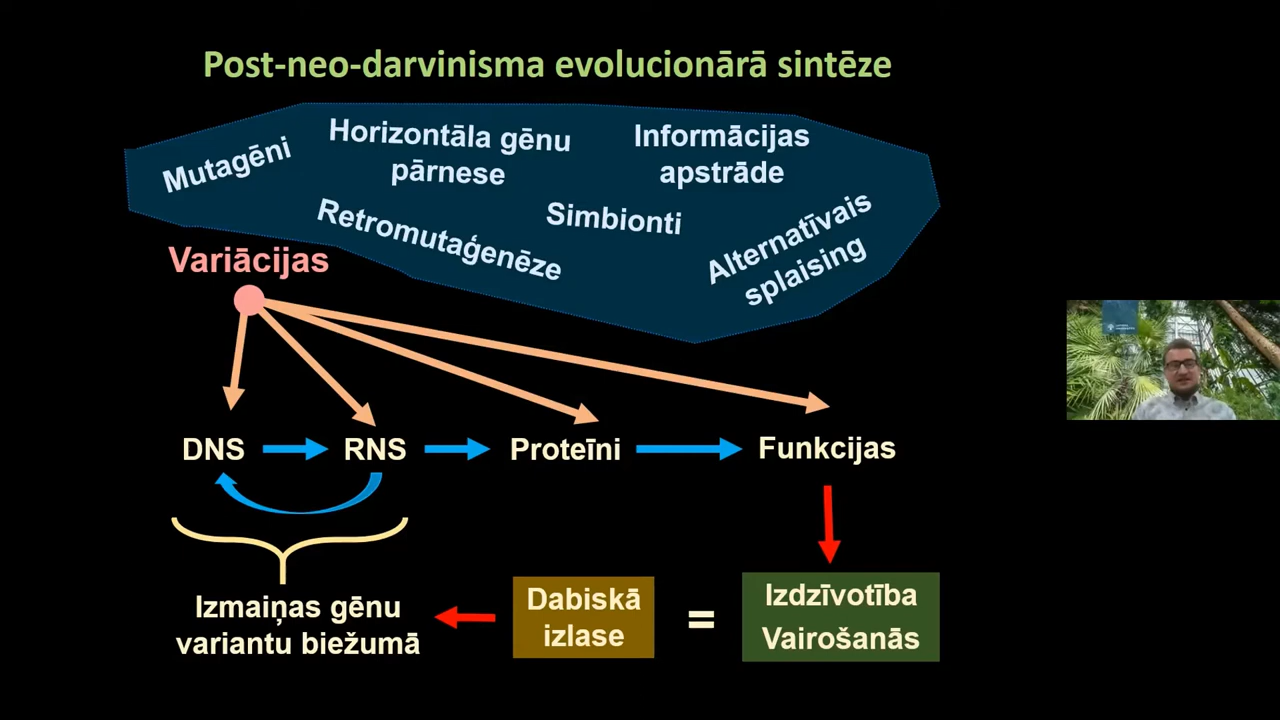 Post-neo-darvinisma evolucionārā sintēze
Mutagēni
Horizontāla gēnu
pārnese
Informācijas
apstrāde
Retromutaģenēze
Simbionti
Alternatīvais
splaising
Variācijas
DNS
RNS
Proteīni
Funkcijas
Izmaiņas gēnu
variantu biežumā
Dabiskā
izlase
=
Izdzīvotība
Vairošanās